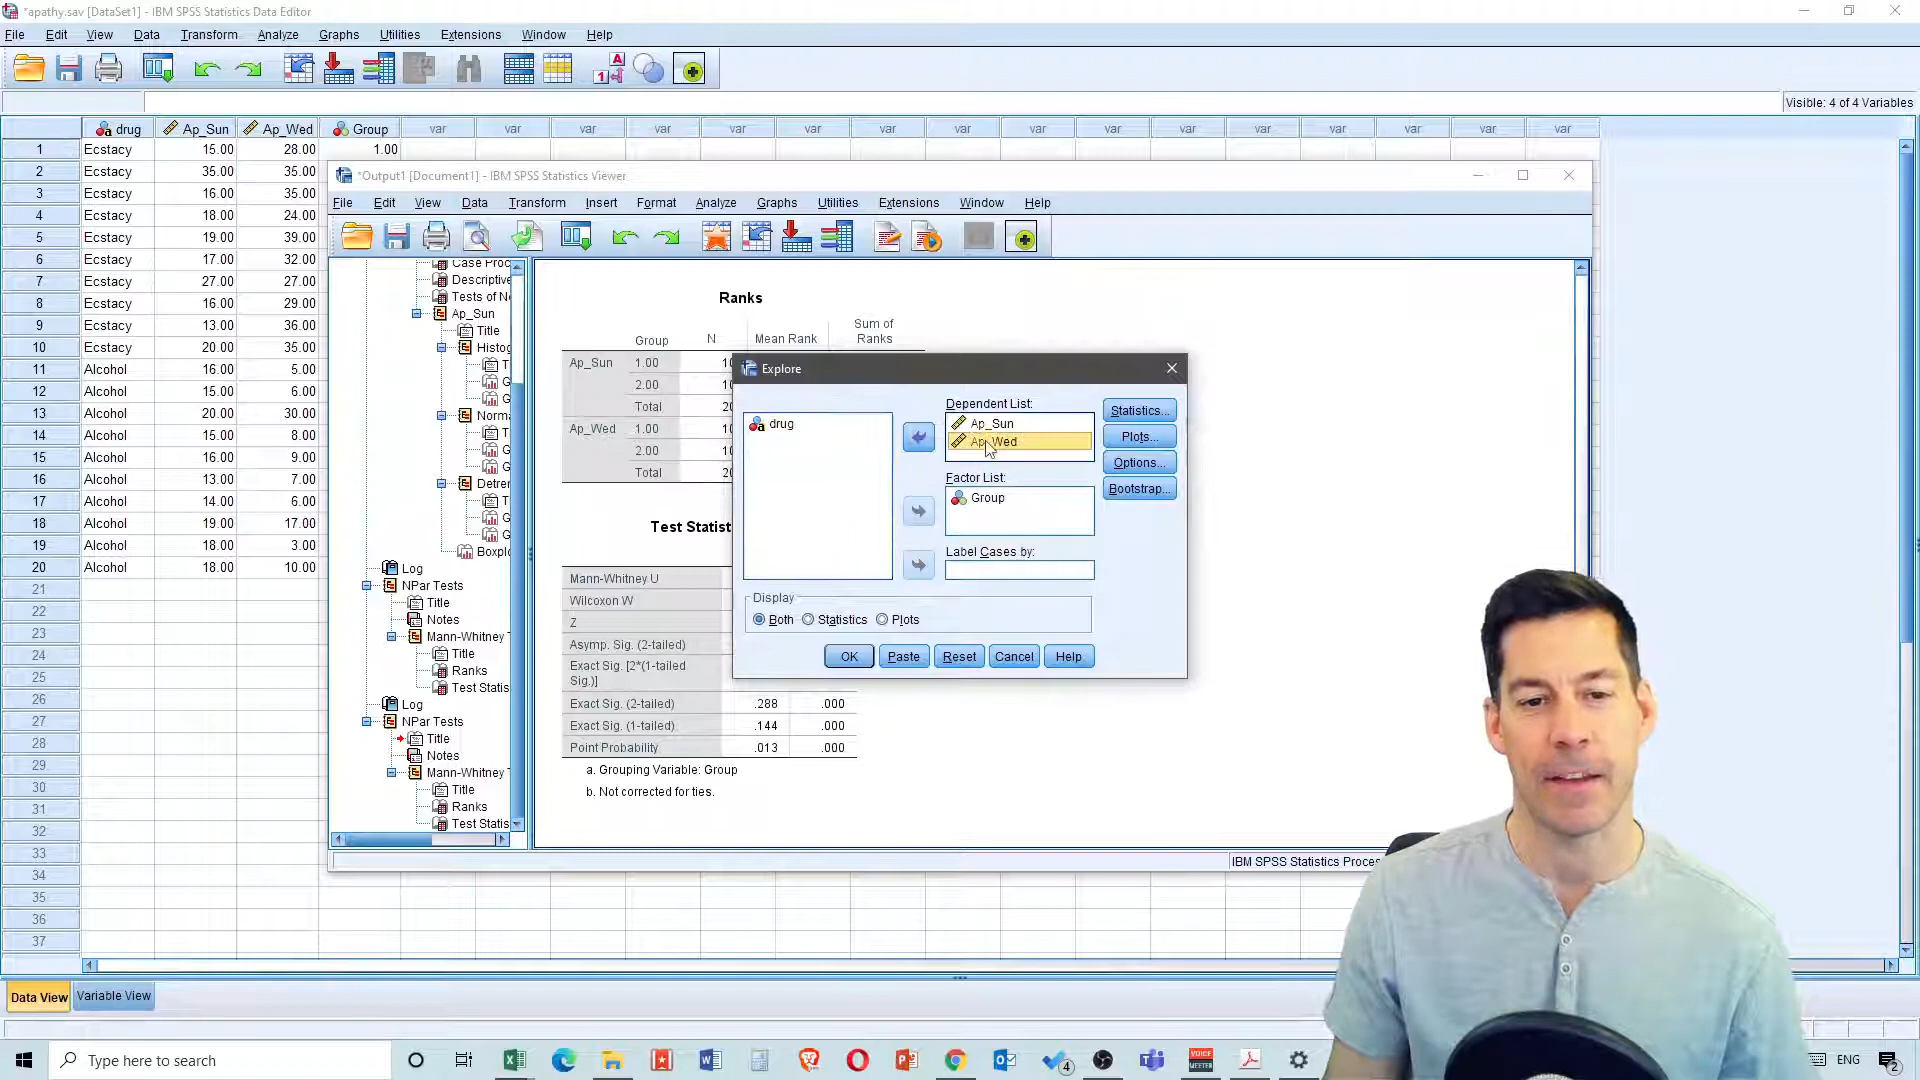 *apathy.sav [DataSet1] - IBM SPSS Statistics Data Editor
File Edit View Data Transform Analyze Graphs Utilities Extensions Window Help
Visible: 4 of 4 Variables
drug Ap_Sun Ap_Wed Group var var var var var var var var var var var var var var var var
1 Ecstacy 15.00 28.00 1.00
2 Ecstacy 35.00 35.00
3 Ecstacy 16.00 35.00
4 Ecstacy 18.00 24.00
5 Ecstacy 19.00 39.00
6 Ecstacy 17.00 32.00
7 Ecstacy 27.00 27.00
8 Ecstacy 16.00 29.00
9 Ecstacy 13.00 36.00
10 Ecstacy 20.00 35.00
11 Alcohol 16.00 5.00
12 Alcohol 15.00 6.00
13 Alcohol 20.00 30.00
14 Alcohol 15.00 8.00
15 Alcohol 16.00 9.00
16 Alcohol 13.00 7.00
17 Alcohol 14.00 6.00
18 Alcohol 19.00 17.00
19 Alcohol 18.00 3.00
20 Alcohol 18.00 10.00
21
22
23
24
25
26
27
28
29
30
31
32
33
34
35
36
37
*Output1 [Document1] - IBM SPSS Statistics Viewer
File Edit View Data Transform Insert Format Analyze Graphs Utilities Extensions Window Help
Case Proc
Descriptive
Tests of N
Ap_Sun
Title
Histog
T
G
G
Norma
T
G
G
Detre
T
G
G
Boxpl
Log
NPar Tests
Title
Notes
Mann-Whitney T
Title
Ranks
Test Statis
Log
NPar Tests
Title
Notes
Mann-Whitney T
Title
Ranks
Test Statis
Ranks
Group N Mean Rank Sum of Ranks
Ap_Sun 1.00 10
2.00 10
Total 20
Ap_Wed 1.00 10
2.00 10
Total 20
Test Statist
Mann-Whitney U
Wilcoxon W
Z
Asymp. Sig. (2-tailed)
Exact Sig. [2*(1-tailed Sig.)]
Exact Sig. (2-tailed) .288 .000
Exact Sig. (1-tailed) .144 .000
Point Probability .013 .000
a. Grouping Variable: Group
b. Not corrected for ties.
IBM SPSS Statistics Proces
Explore
drug
Dependent List:
Ap_Sun
Ap_Wed
Factor List:
Group
Label Cases by:
Statistics...
Plots...
Options...
Bootstrap...
Display
Both Statistics Plots
OK Paste Reset Cancel Help
Data View Variable View
Type here to search
4
VOICE MEETER
ENG
2